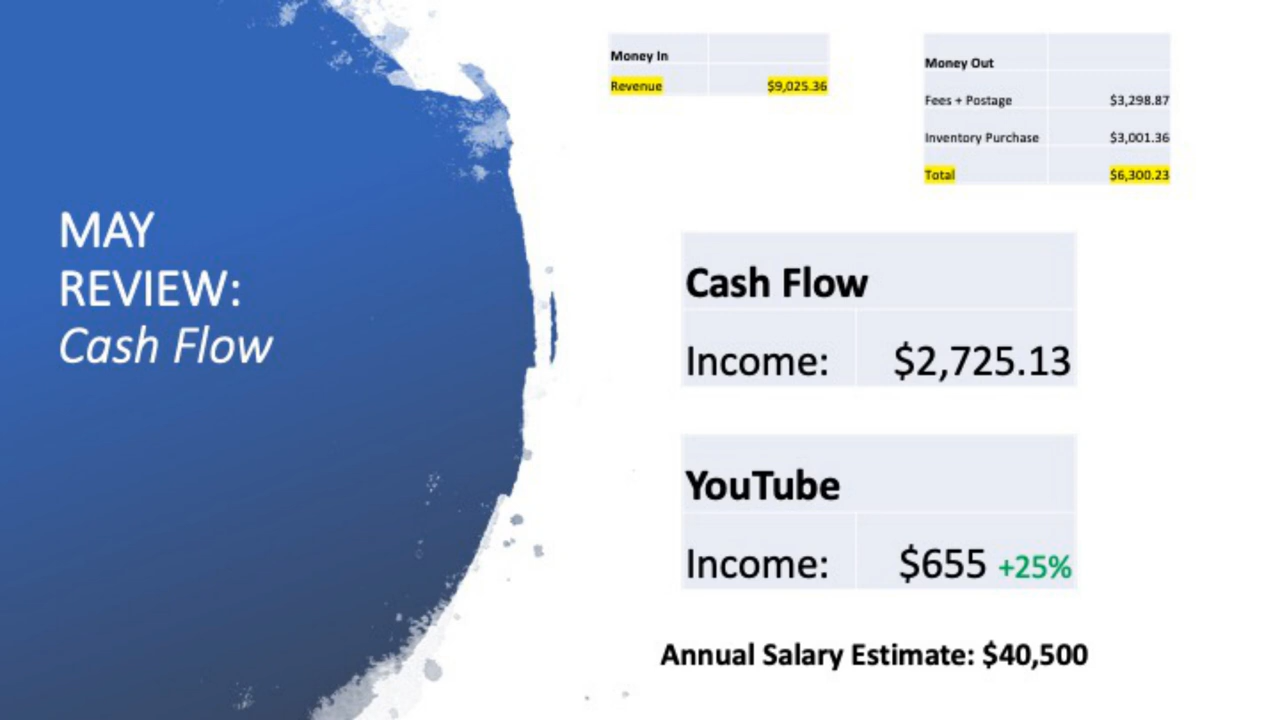 MAY
REVIEW:
Cash Flow
Money In
Revenue $9,025.36
Money Out
Fees + Postage $3,298.87
Inventory Purchase $3,001.36
Total $6,300.23
Cash Flow
Income: $2,725.13
YouTube
Income: $655 +25%
Annual Salary Estimate: $40,500